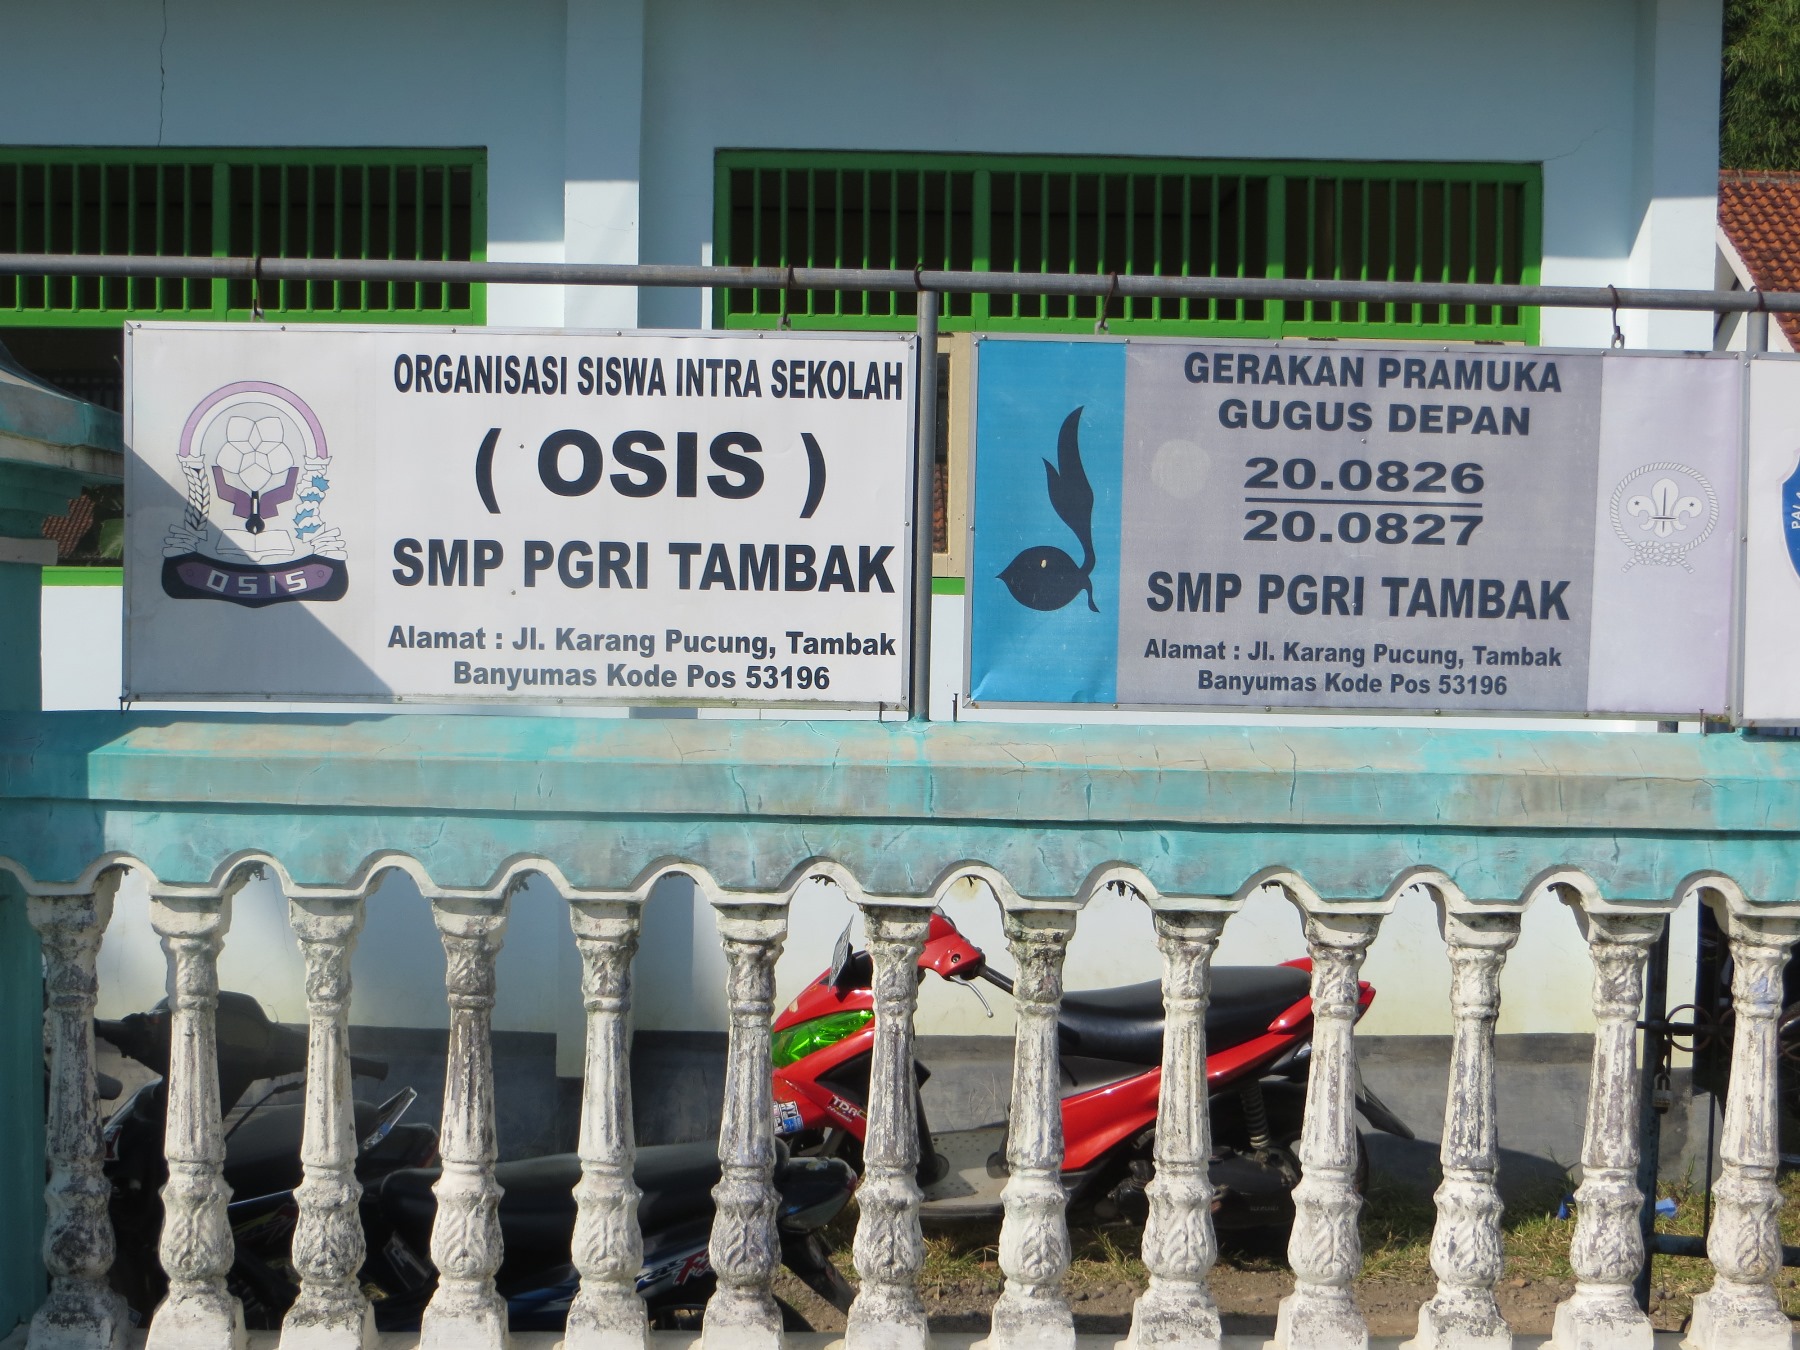 ORGANISASI SISWA INTRA SEKOLAH
( OSIS )
SMP PGRI TAMBAK
Alamat : Jl. Karang Pucung, Tambak
Banyumas Kode Pos 53196
OSIS
GERAKAN PRAMUKA
GUGUS DEPAN
20.0826
20.0827
SMP PGRI TAMBAK
Alamat : Jl. Karang Pucung, Tambak
Banyumas Kode Pos 53196